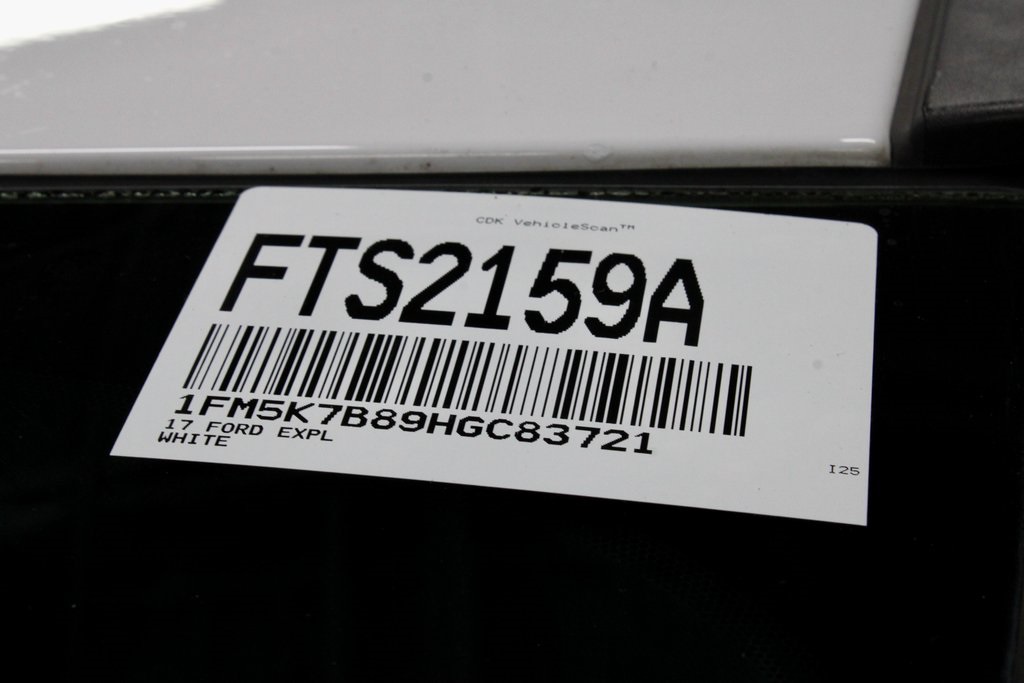 CDK VehicleScan™
FTS2159A
1FM5K7B89HGC83721
17 FORD EXPL
WHITE
I25